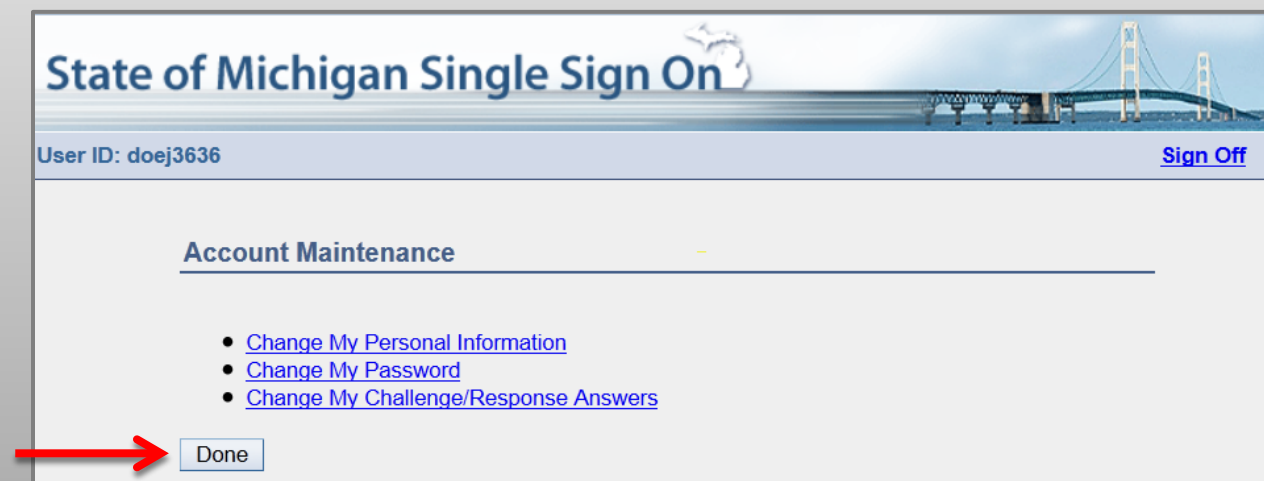 State of Michigan Single Sign On
User ID: doej3636
Sign Off
Account Maintenance
Change My Personal Information
Change My Password
Change My Challenge/Response Answers
Done